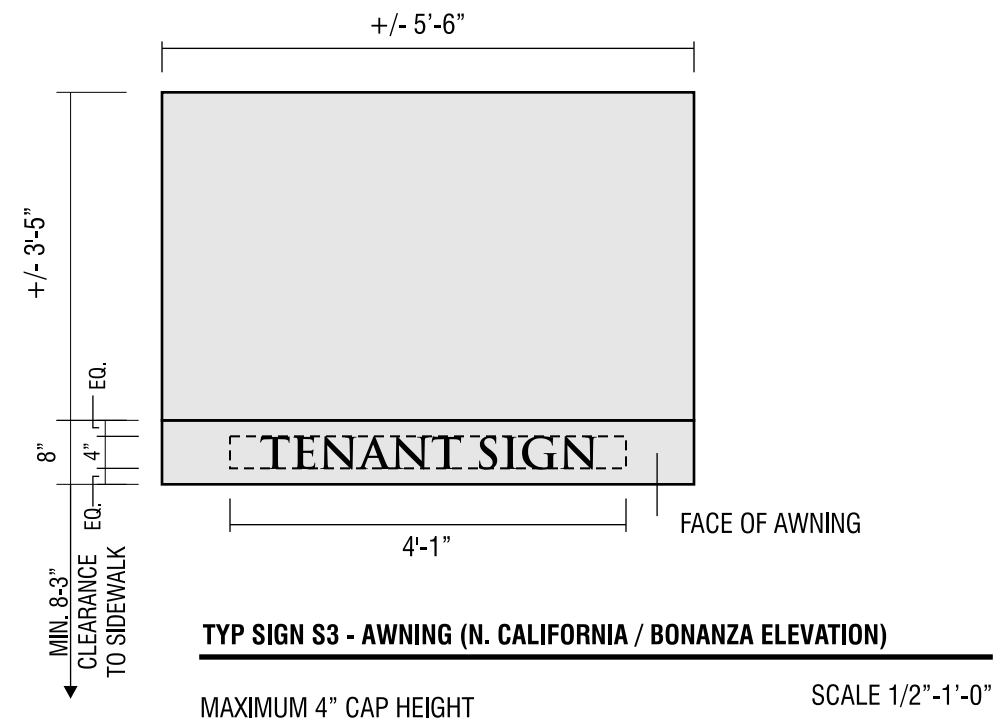 +/- 5’-6”
+/- 3'-5”
EQ.
8”
4”
TENANT SIGN
EQ.
4'-1”
FACE OF AWNING
MIN. 8-3”
CLEARANCE
TO SIDEWALK
TYP SIGN S3 - AWNING (N. CALIFORNIA / BONANZA ELEVATION)
MAXIMUM 4” CAP HEIGHT
SCALE 1/2”-1’-0”